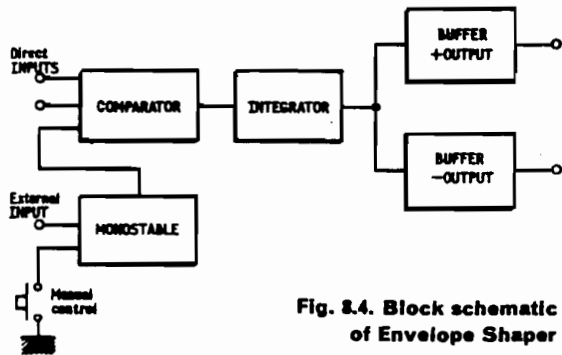 Direct
INPUTS
COMPARATOR
INTEGRATOR
BUFFER
+OUTPUT
BUFFER
−OUTPUT
External
INPUT
MONOSTABLE
Manual
control
Fig. 8.4. Block schematic
of Envelope Shaper